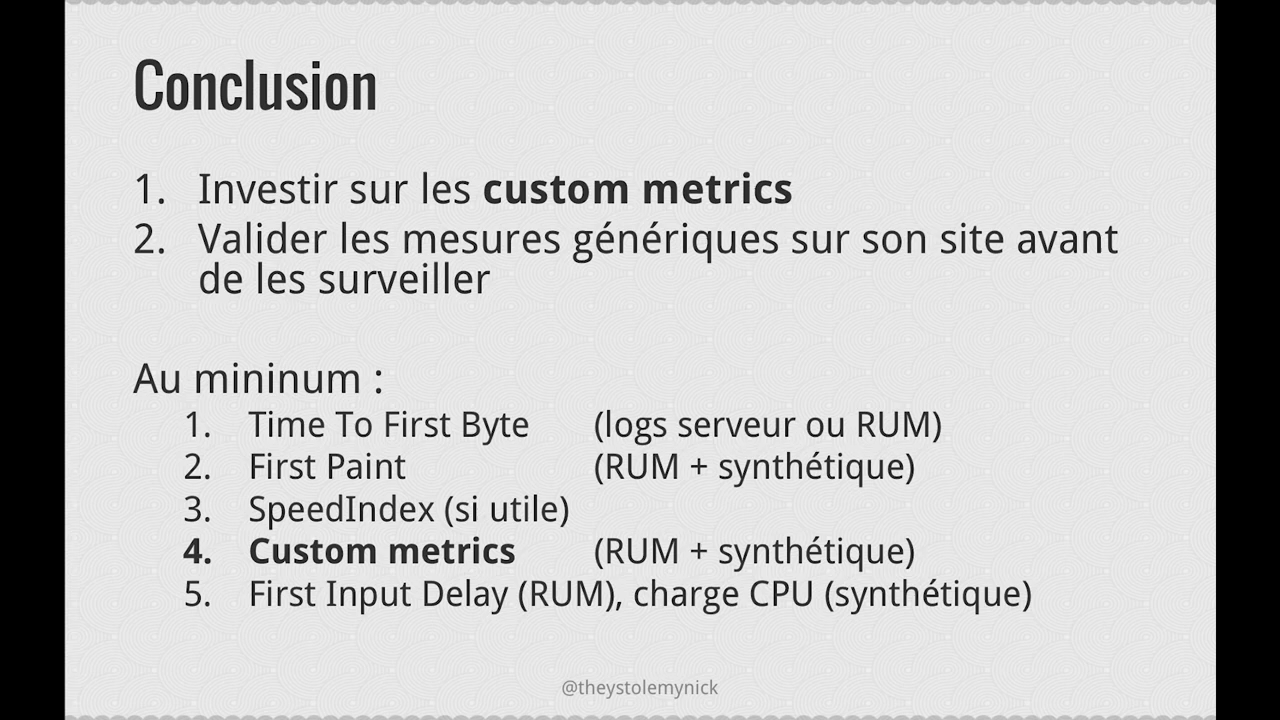 Conclusion
1. Investir sur les custom metrics
2. Valider les mesures génériques sur son site avant
de les surveiller
Au mininum :
1. Time To First Byte (logs serveur ou RUM)
2. First Paint (RUM + synthétique)
3. SpeedIndex (si utile)
4. Custom metrics (RUM + synthétique)
5. First Input Delay (RUM), charge CPU (synthétique)
@theystolemynick